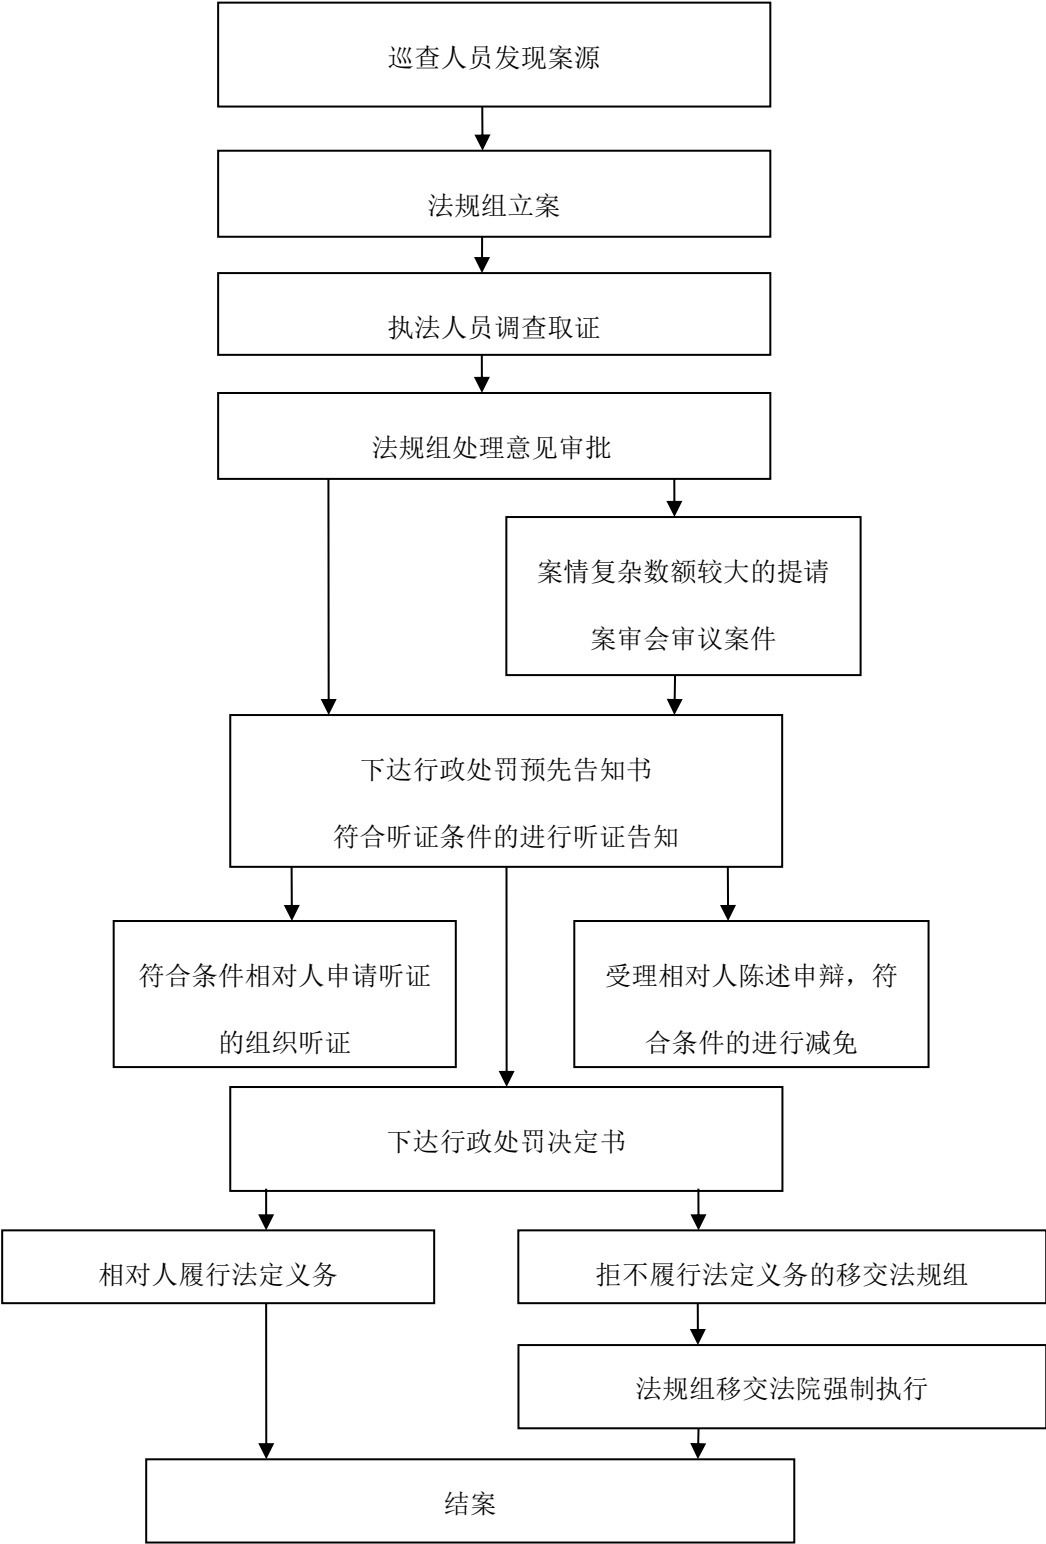 巡查人员发现案源
法规组立案
执法人员调查取证
法规组处理意见审批
案情复杂数额较大的提请
案审会审议案件
下达行政处罚预先告知书
符合听证条件的进行听证告知
符合条件相对人申请听证
的组织听证
受理相对人陈述申辩，符
合条件的进行减免
下达行政处罚决定书
相对人履行法定义务
拒不履行法定义务的移交法规组
法规组移交法院强制执行
结案